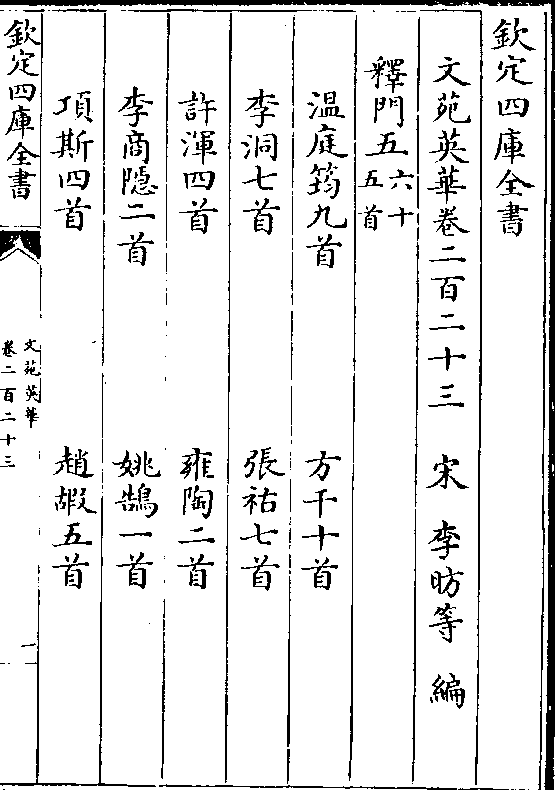 欽定四庫全書
文苑英華卷二百二十三　宋　李昉等　編
釋門五六十五首
溫庭筠九首　方干十首
李洞七首　張祜七首
許渾四首　雍陶二首
李商隱二首　姚鵠一首
項斯四首　趙嘏五首
欽定四庫全書
文苑英華
卷二百二十三
一